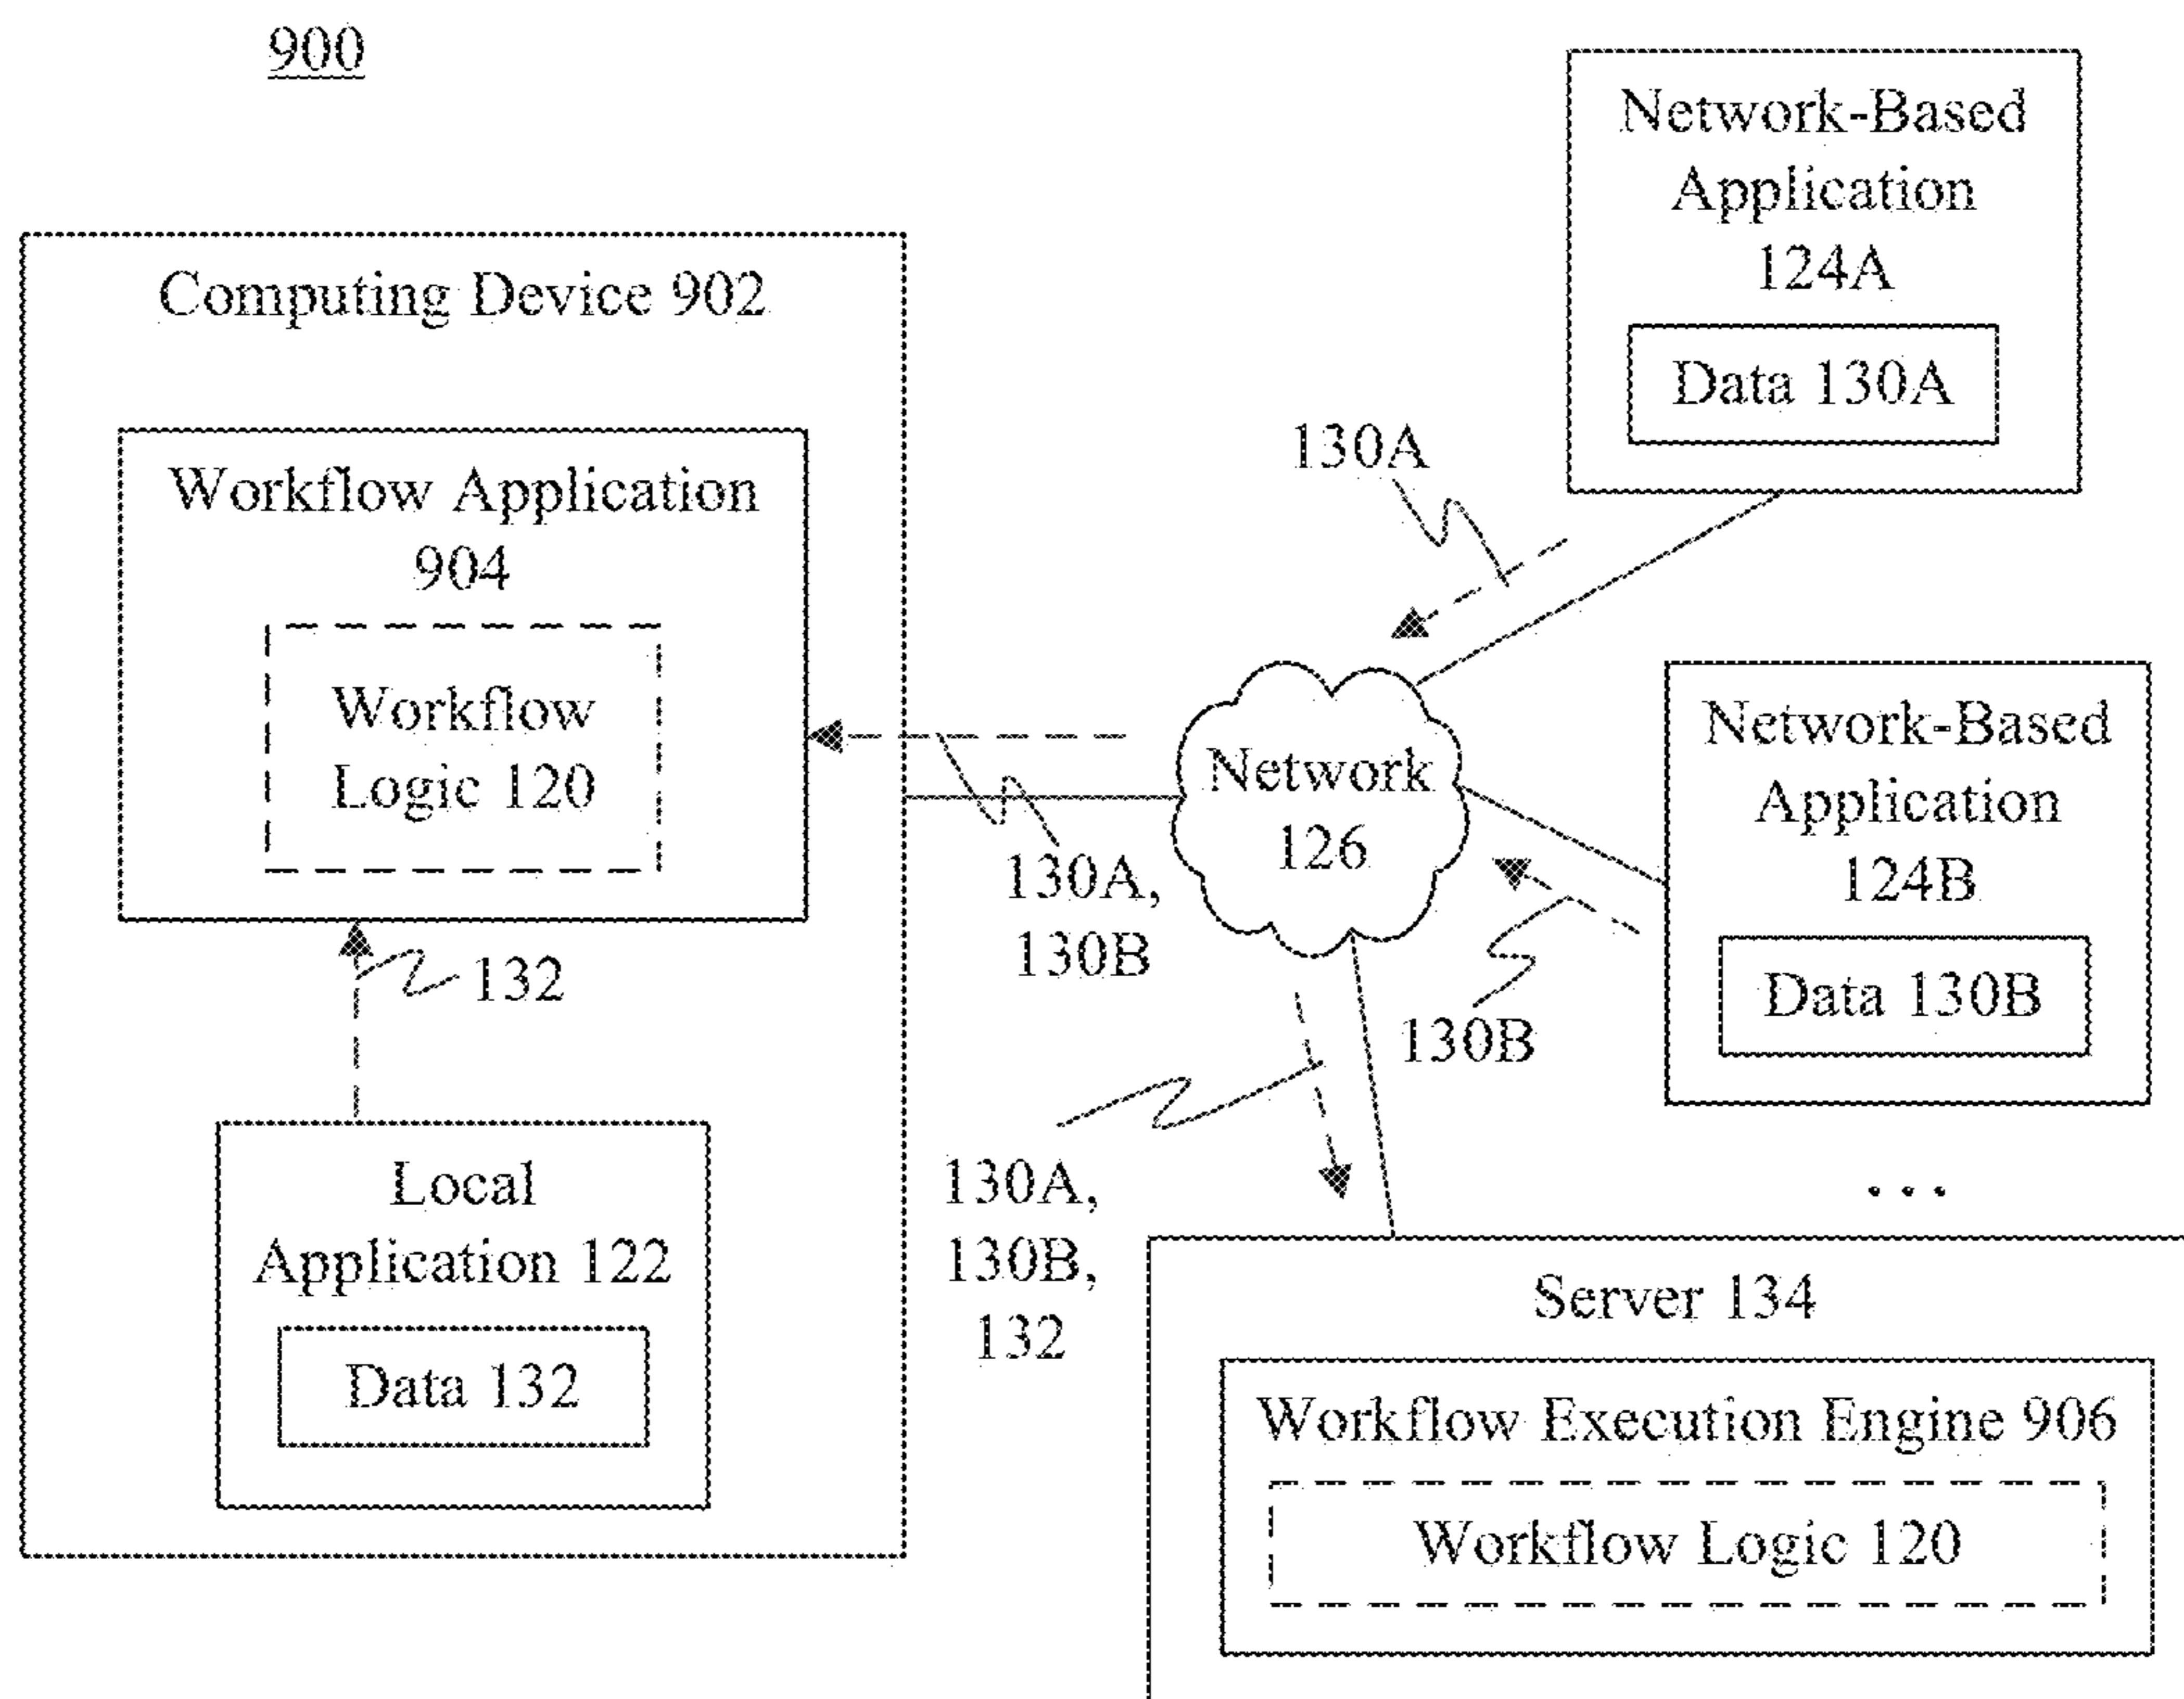 900
Computing Device 902
Workflow Application
904
Workflow
Logic 120
132
Local
Application 122
Data 132
130A,
130B
Network
126
130A
Network-Based
Application
124A
Data 130A
Network-Based
Application
124B
Data 130B
130B
. . .
130A,
130B,
132
Server 134
Workflow Execution Engine 906
Workflow Logic 120